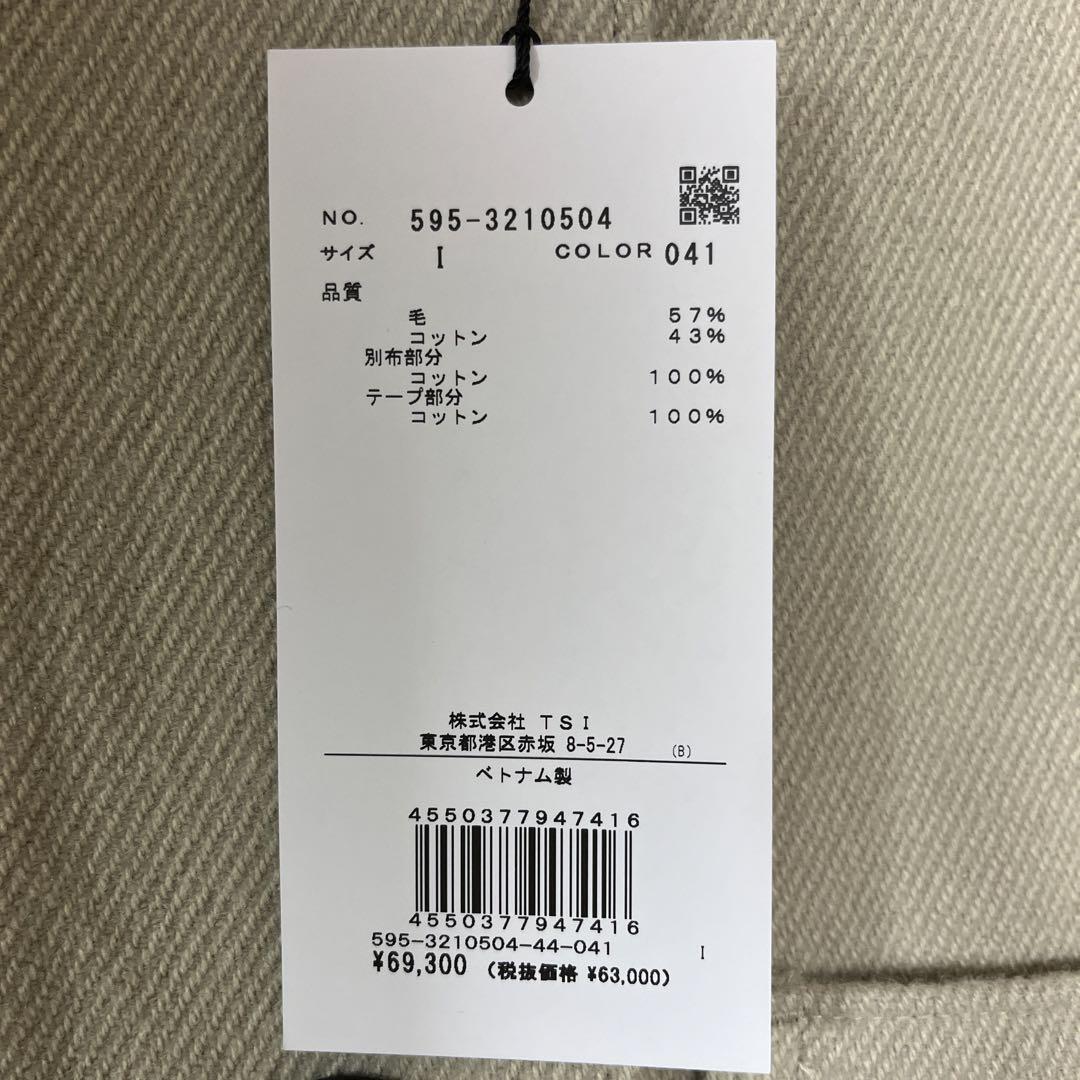 NO. 595-3210504
サイズ I COLOR 041
品質
毛 57%
コットン 43%
別布部分
コットン 100%
テープ部分
コットン 100%
株式会社 TSI
東京都港区赤坂 8-5-27 (B)
ベトナム製
4550377947416
4550377947416
595-3210504-44-041 I
¥69,300 (税抜価格 ¥63,000)